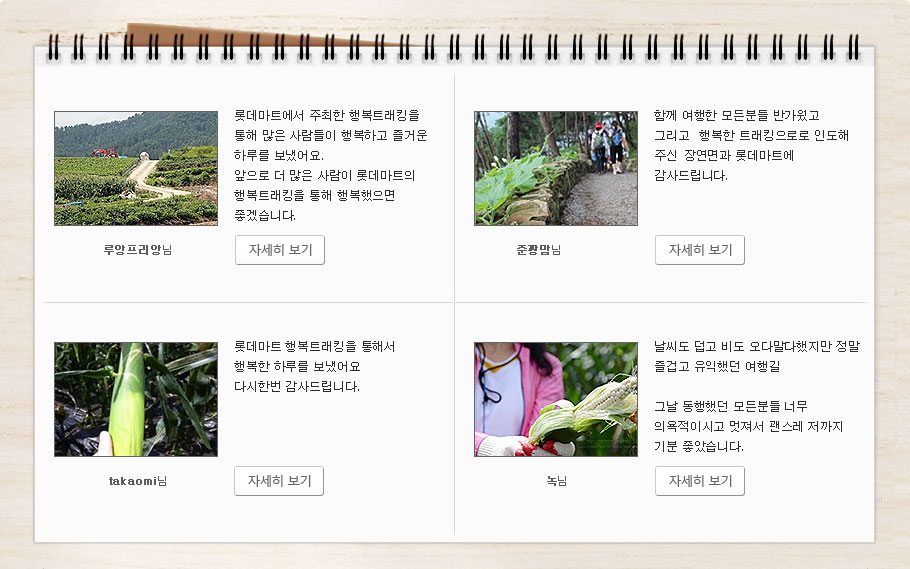 롯데마트에서 주최한 행복트래킹을
통해 많은 사람들이 행복하고 즐거운
하루를 보냈어요.
앞으로 더 많은 사람이 롯데마트의
행복트래킹을 통해 행복했으면
좋겠습니다.
루앙프리앙님
자세히 보기
함께 여행한 모든분들 반가웠고
그리고 행복한 트래킹으로로 인도해
주신 장연면과 롯데마트에
감사드립니다.
준짱맘님
자세히 보기
롯데마트 행복트래킹을 통해서
행복한 하루를 보냈어요
다시한번 감사드립니다.
takaomi님
자세히 보기
날씨도 덥고 비도 오다말다했지만 정말
즐겁고 유익했던 여행길
그날 동행했던 모든분들 너무
의욕적이시고 멋져서 팬스레 저까지
기분 좋았습니다.
녹님
자세히 보기